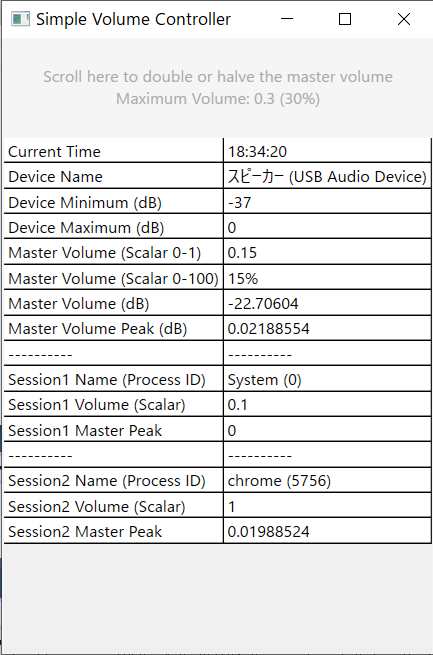 Simple Volume Controller
Scroll here to double or halve the master volume
Maximum Volume: 0.3 (30%)
Current Time 18:34:20
Device Name スピーカー (USB Audio Device)
Device Minimum (dB) -37
Device Maximum (dB) 0
Master Volume (Scalar 0-1) 0.15
Master Volume (Scalar 0-100) 15%
Master Volume (dB) -22.70604
Master Volume Peak (dB) 0.02188554
---------- ----------
Session1 Name (Process ID) System (0)
Session1 Volume (Scalar) 0.1
Session1 Master Peak 0
---------- ----------
Session2 Name (Process ID) chrome (5756)
Session2 Volume (Scalar) 1
Session2 Master Peak 0.01988524